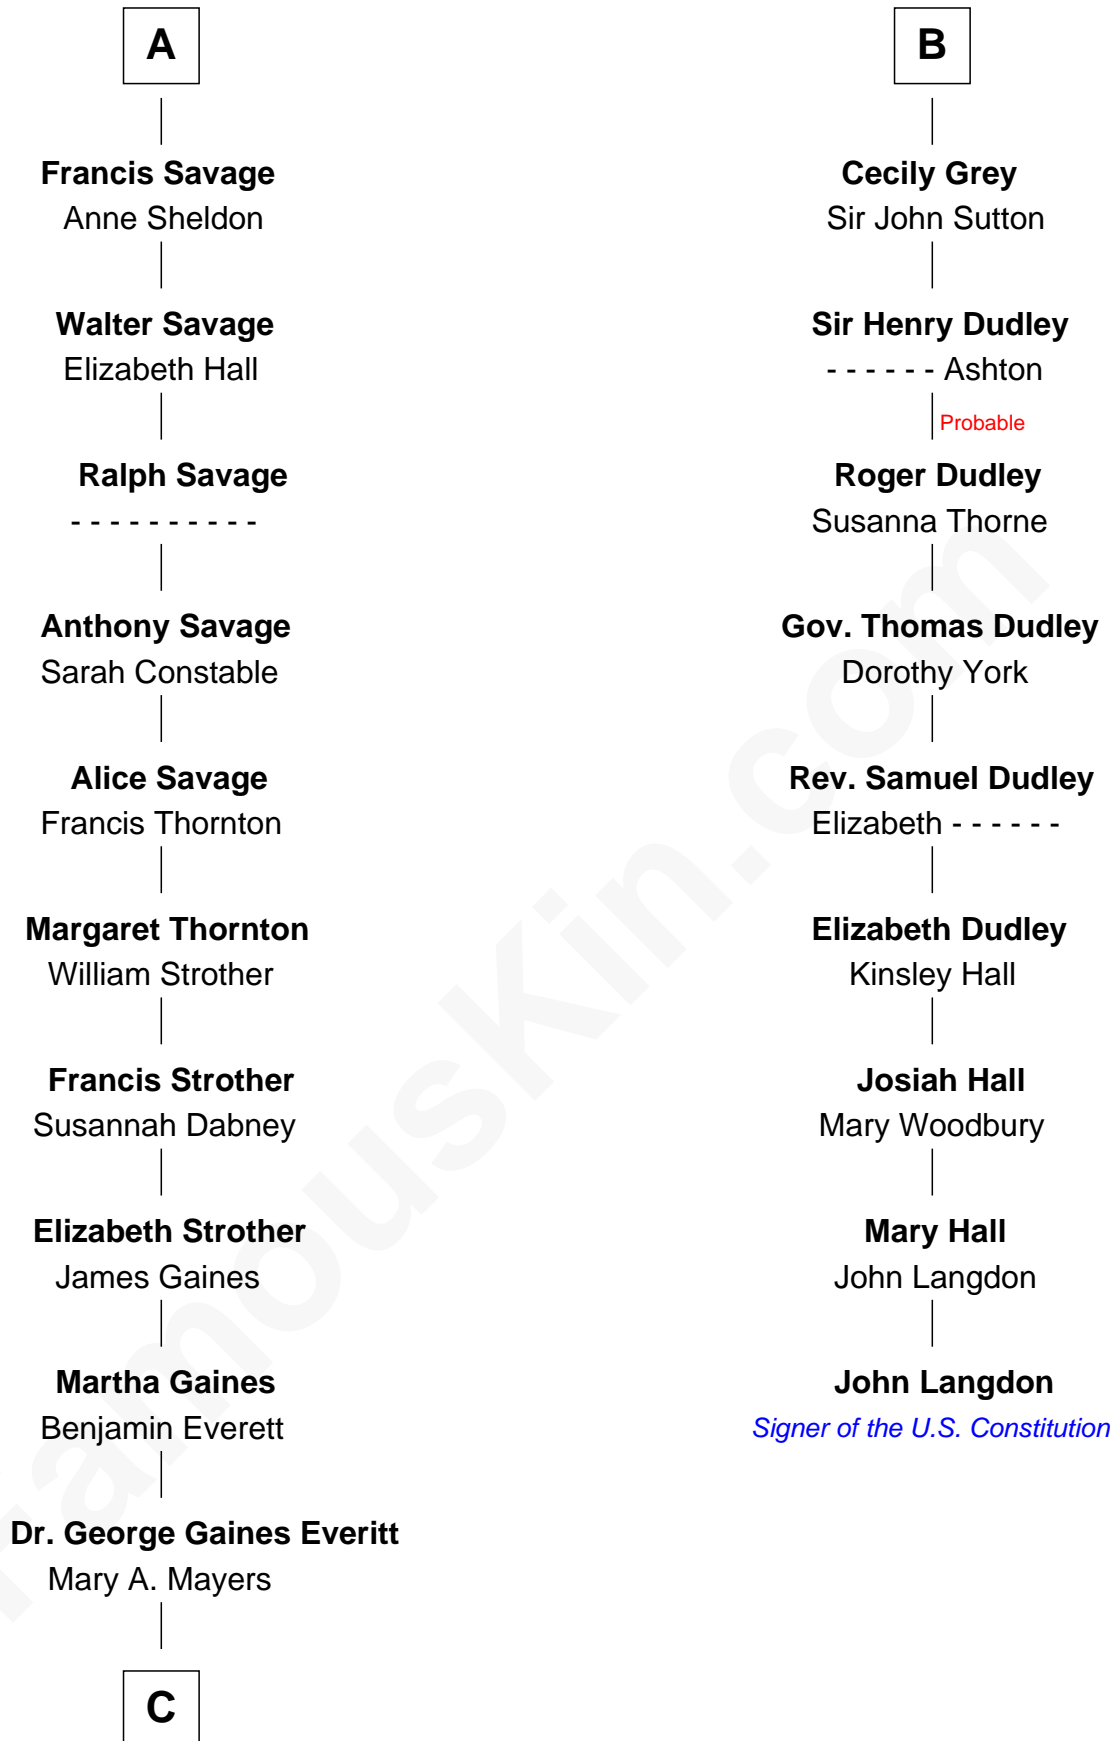 A
Francis Savage
Anne Sheldon
Walter Savage
Elizabeth Hall
Ralph Savage
- - - - - - - - - -
Anthony Savage
Sarah Constable
Alice Savage
Francis Thornton
Margaret Thornton
William Strother
Francis Strother
Susannah Dabney
Elizabeth Strother
James Gaines
Martha Gaines
Benjamin Everett
Dr. George Gaines Everitt
Mary A. Mayers
C
B
Cecily Grey
Sir John Sutton
Sir Henry Dudley
- - - - - - Ashton
Probable
Roger Dudley
Susanna Thorne
Gov. Thomas Dudley
Dorothy York
Rev. Samuel Dudley
Elizabeth - - - - - -
Elizabeth Dudley
Kinsley Hall
Josiah Hall
Mary Woodbury
Mary Hall
John Langdon
John Langdon
Signer of the U.S. Constitution
FamousKin.com